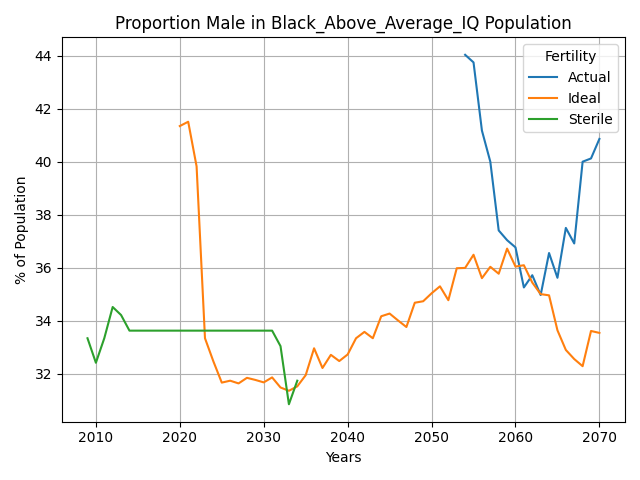 Proportion Male in Black_Above_Average_IQ Population
Fertility
Actual
Ideal
Sterile
% of Population
44
42
40
38
36
34
32
2010
2020
2030
2040
2050
2060
2070
Years